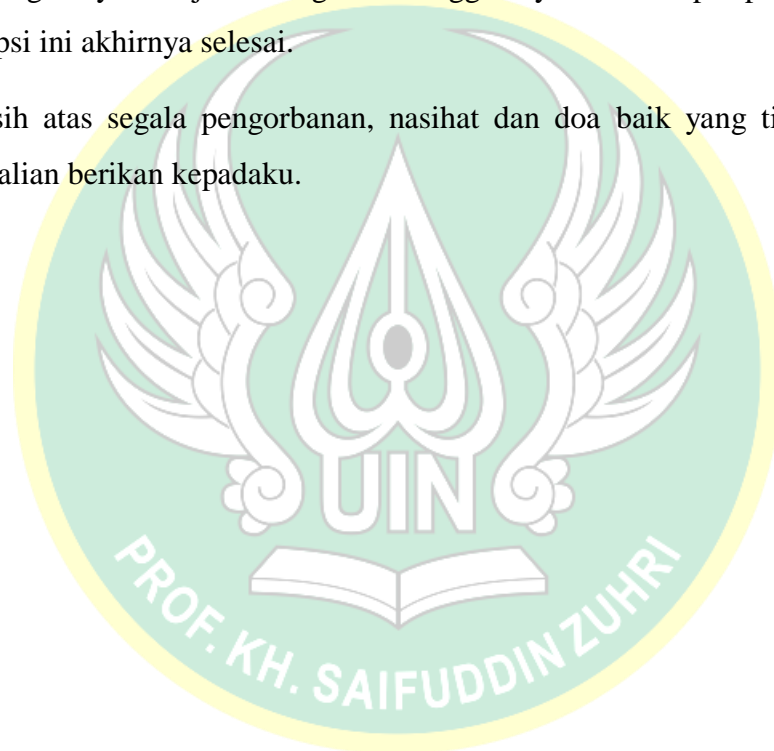 psi ini akhirnya selesai.
sih atas segala pengorbanan, nasihat dan doa baik yang ti
alian berikan kepadaku.
UIN
PROF. KH. SAIFUDDIN ZUHRI